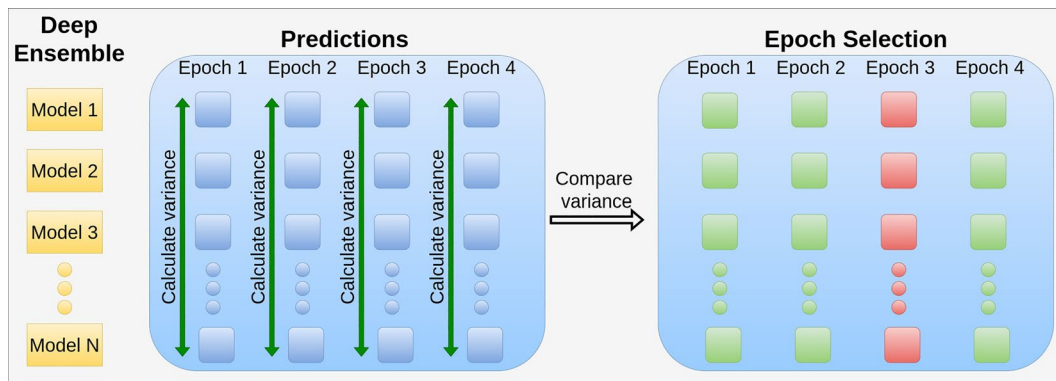 Deep
Ensemble
Predictions
Epoch Selection
Epoch 1 Epoch 2 Epoch 3 Epoch 4
Epoch 1 Epoch 2 Epoch 3 Epoch 4
Model 1
Model 2
Model 3
Model N
Calculate variance
Calculate variance
Calculate variance
Calculate variance
Compare
variance